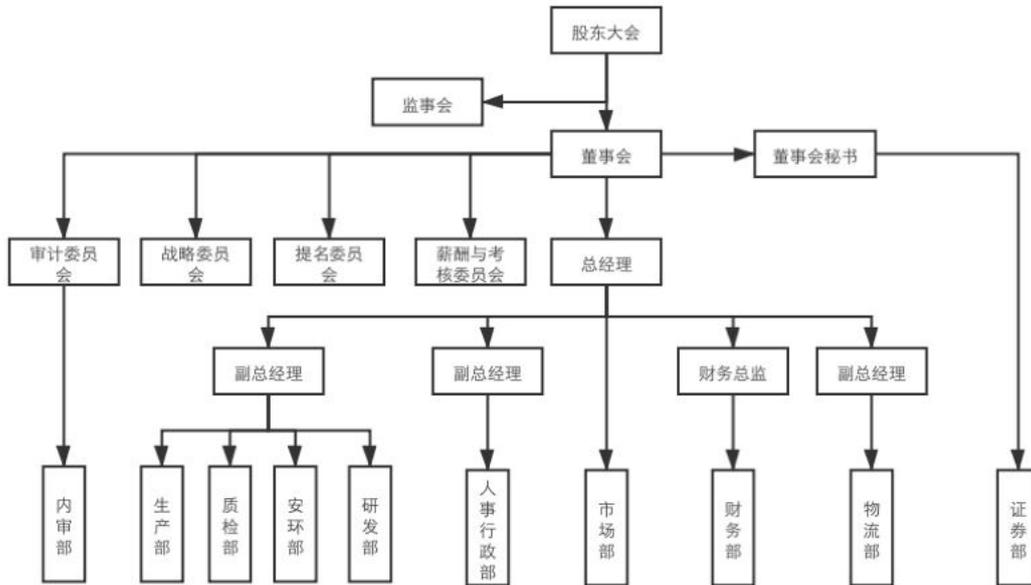 股东大会
监事会
董事会
董事会秘书
审计委员
会
战略委员
会
提名委员
会
薪酬与考
核委员会
总经理
副总经理
副总经理
财务总监
副总经理
内审部
生产部
质检部
安环部
研发部
人事行政部
市场部
财务部
物流部
证券部